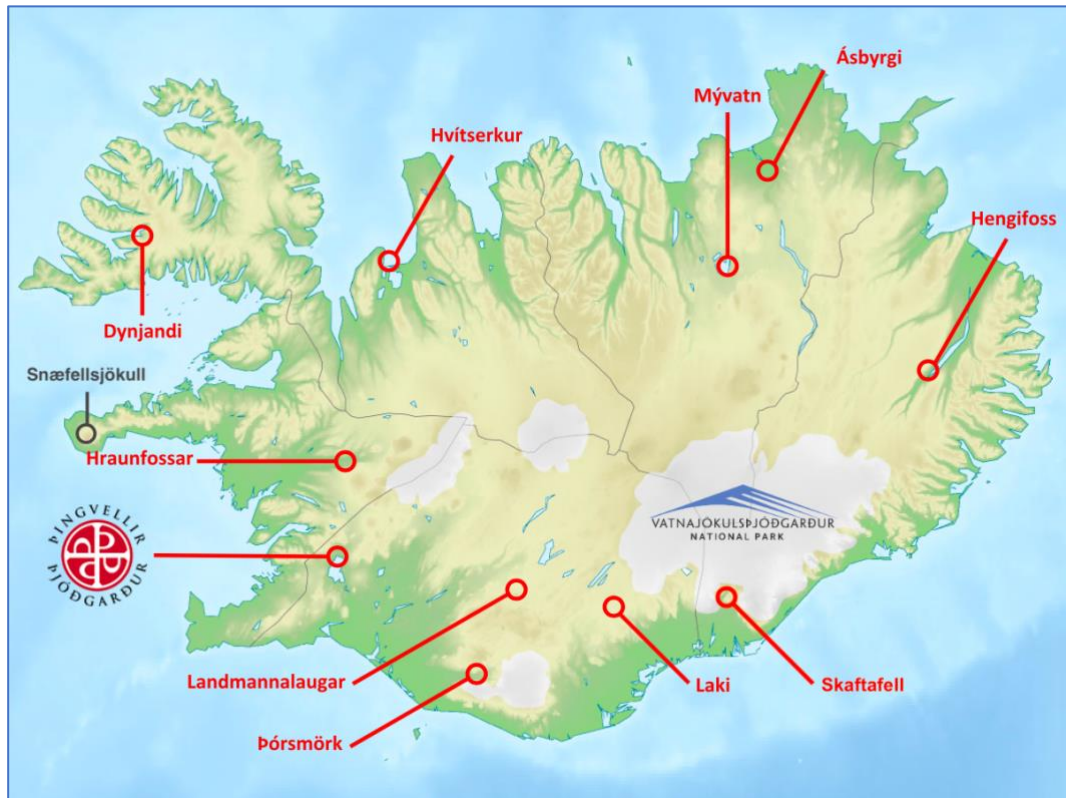 Ásbyrgi
Mývatn
Hvítserkur
Hengifoss
Dynjandi
Snæfellsjökull
Hraunfossar
ÞINGVELLIR
ÞJÓÐGARÐUR
VATNAJÖKULSÞJÓÐGARÐUR
NATIONAL PARK
Landmannalaugar
Laki
Skaftafell
Þórsmörk